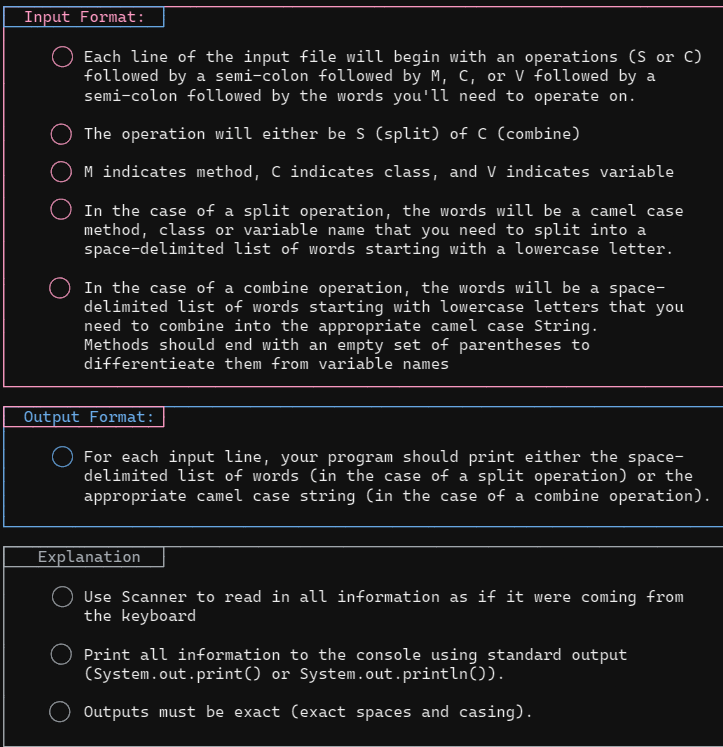 Input Format:
Each line of the input file will begin with an operations (S or C)
followed by a semi-colon followed by M, C, or V followed by a
semi-colon followed by the words you'll need to operate on.
The operation will either be S (split) of C (combine)
M indicates method, C indicates class, and V indicates variable
In the case of a split operation, the words will be a camel case
method, class or variable name that you need to split into a
space-delimited list of words starting with a lowercase letter.
In the case of a combine operation, the words will be a space-
delimited list of words starting with lowercase letters that you
need to combine into the appropriate camel case String.
Methods should end with an empty set of parentheses to
differentieate them from variable names
Output Format:
For each input line, your program should print either the space-
delimited list of words (in the case of a split operation) or the
appropriate camel case string (in the case of a combine operation).
Explanation
Use Scanner to read in all information as if it were coming from
the keyboard
Print all information to the console using standard output
(System.out.print() or System.out.println()).
Outputs must be exact (exact spaces and casing).